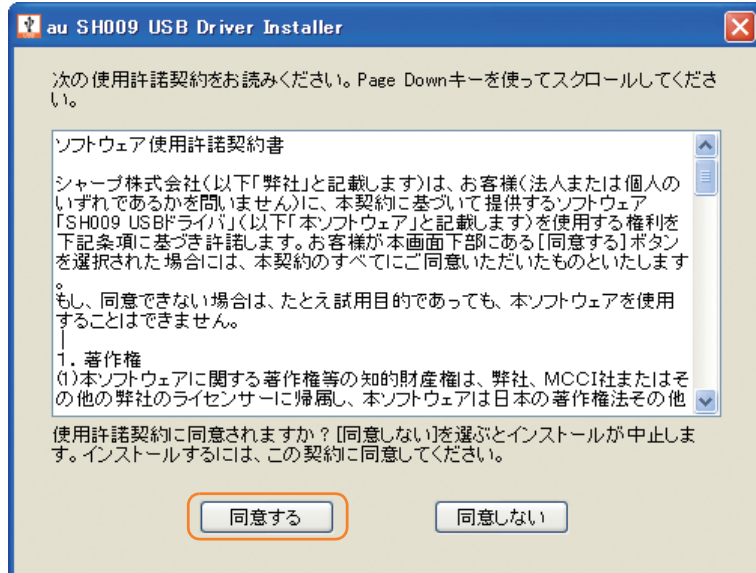 au SH009 USB Driver Installer
次の使用許諾契約をお読みください。Page Downキーを使ってスクロールしてくださ
い。
ソフトウェア使用許諾契約書
シャープ株式会社(以下「弊社」と記載します)は、お客様(法人または個人の
いずれであるかを問いません)に、本契約に基づいて提供するソフトウェア
「SH009 USBドライバ」(以下「本ソフトウェア」と記載します)を使用する権利を
下記条項に基づき許諾します。お客様が本画面下部にある[同意する]ボタン
を選択された場合には、本契約のすべてにご同意いただいたものといたします
。
もし、同意できない場合は、たとえ試用目的であっても、本ソフトウェアを使用
することはできません。
1. 著作権
(1)本ソフトウェアに関する著作権等の知的財産権は、弊社、MCCI社またはそ
の他の弊社のライセンサーに帰属し、本ソフトウェアは日本の著作権法その他
使用許諾契約に同意されますか?[同意しない]を選ぶとインストールが中止しま
す。インストールするには、この契約に同意してください。
同意する
同意しない